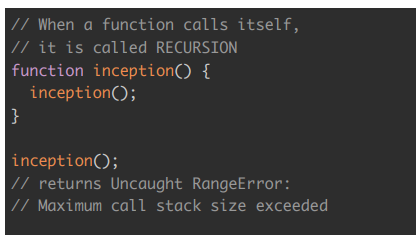 // When a function calls itself,
// it is called RECURSION
function inception() {
  inception();
}

inception();
// returns Uncaught RangeError:
// Maximum call stack size exceeded